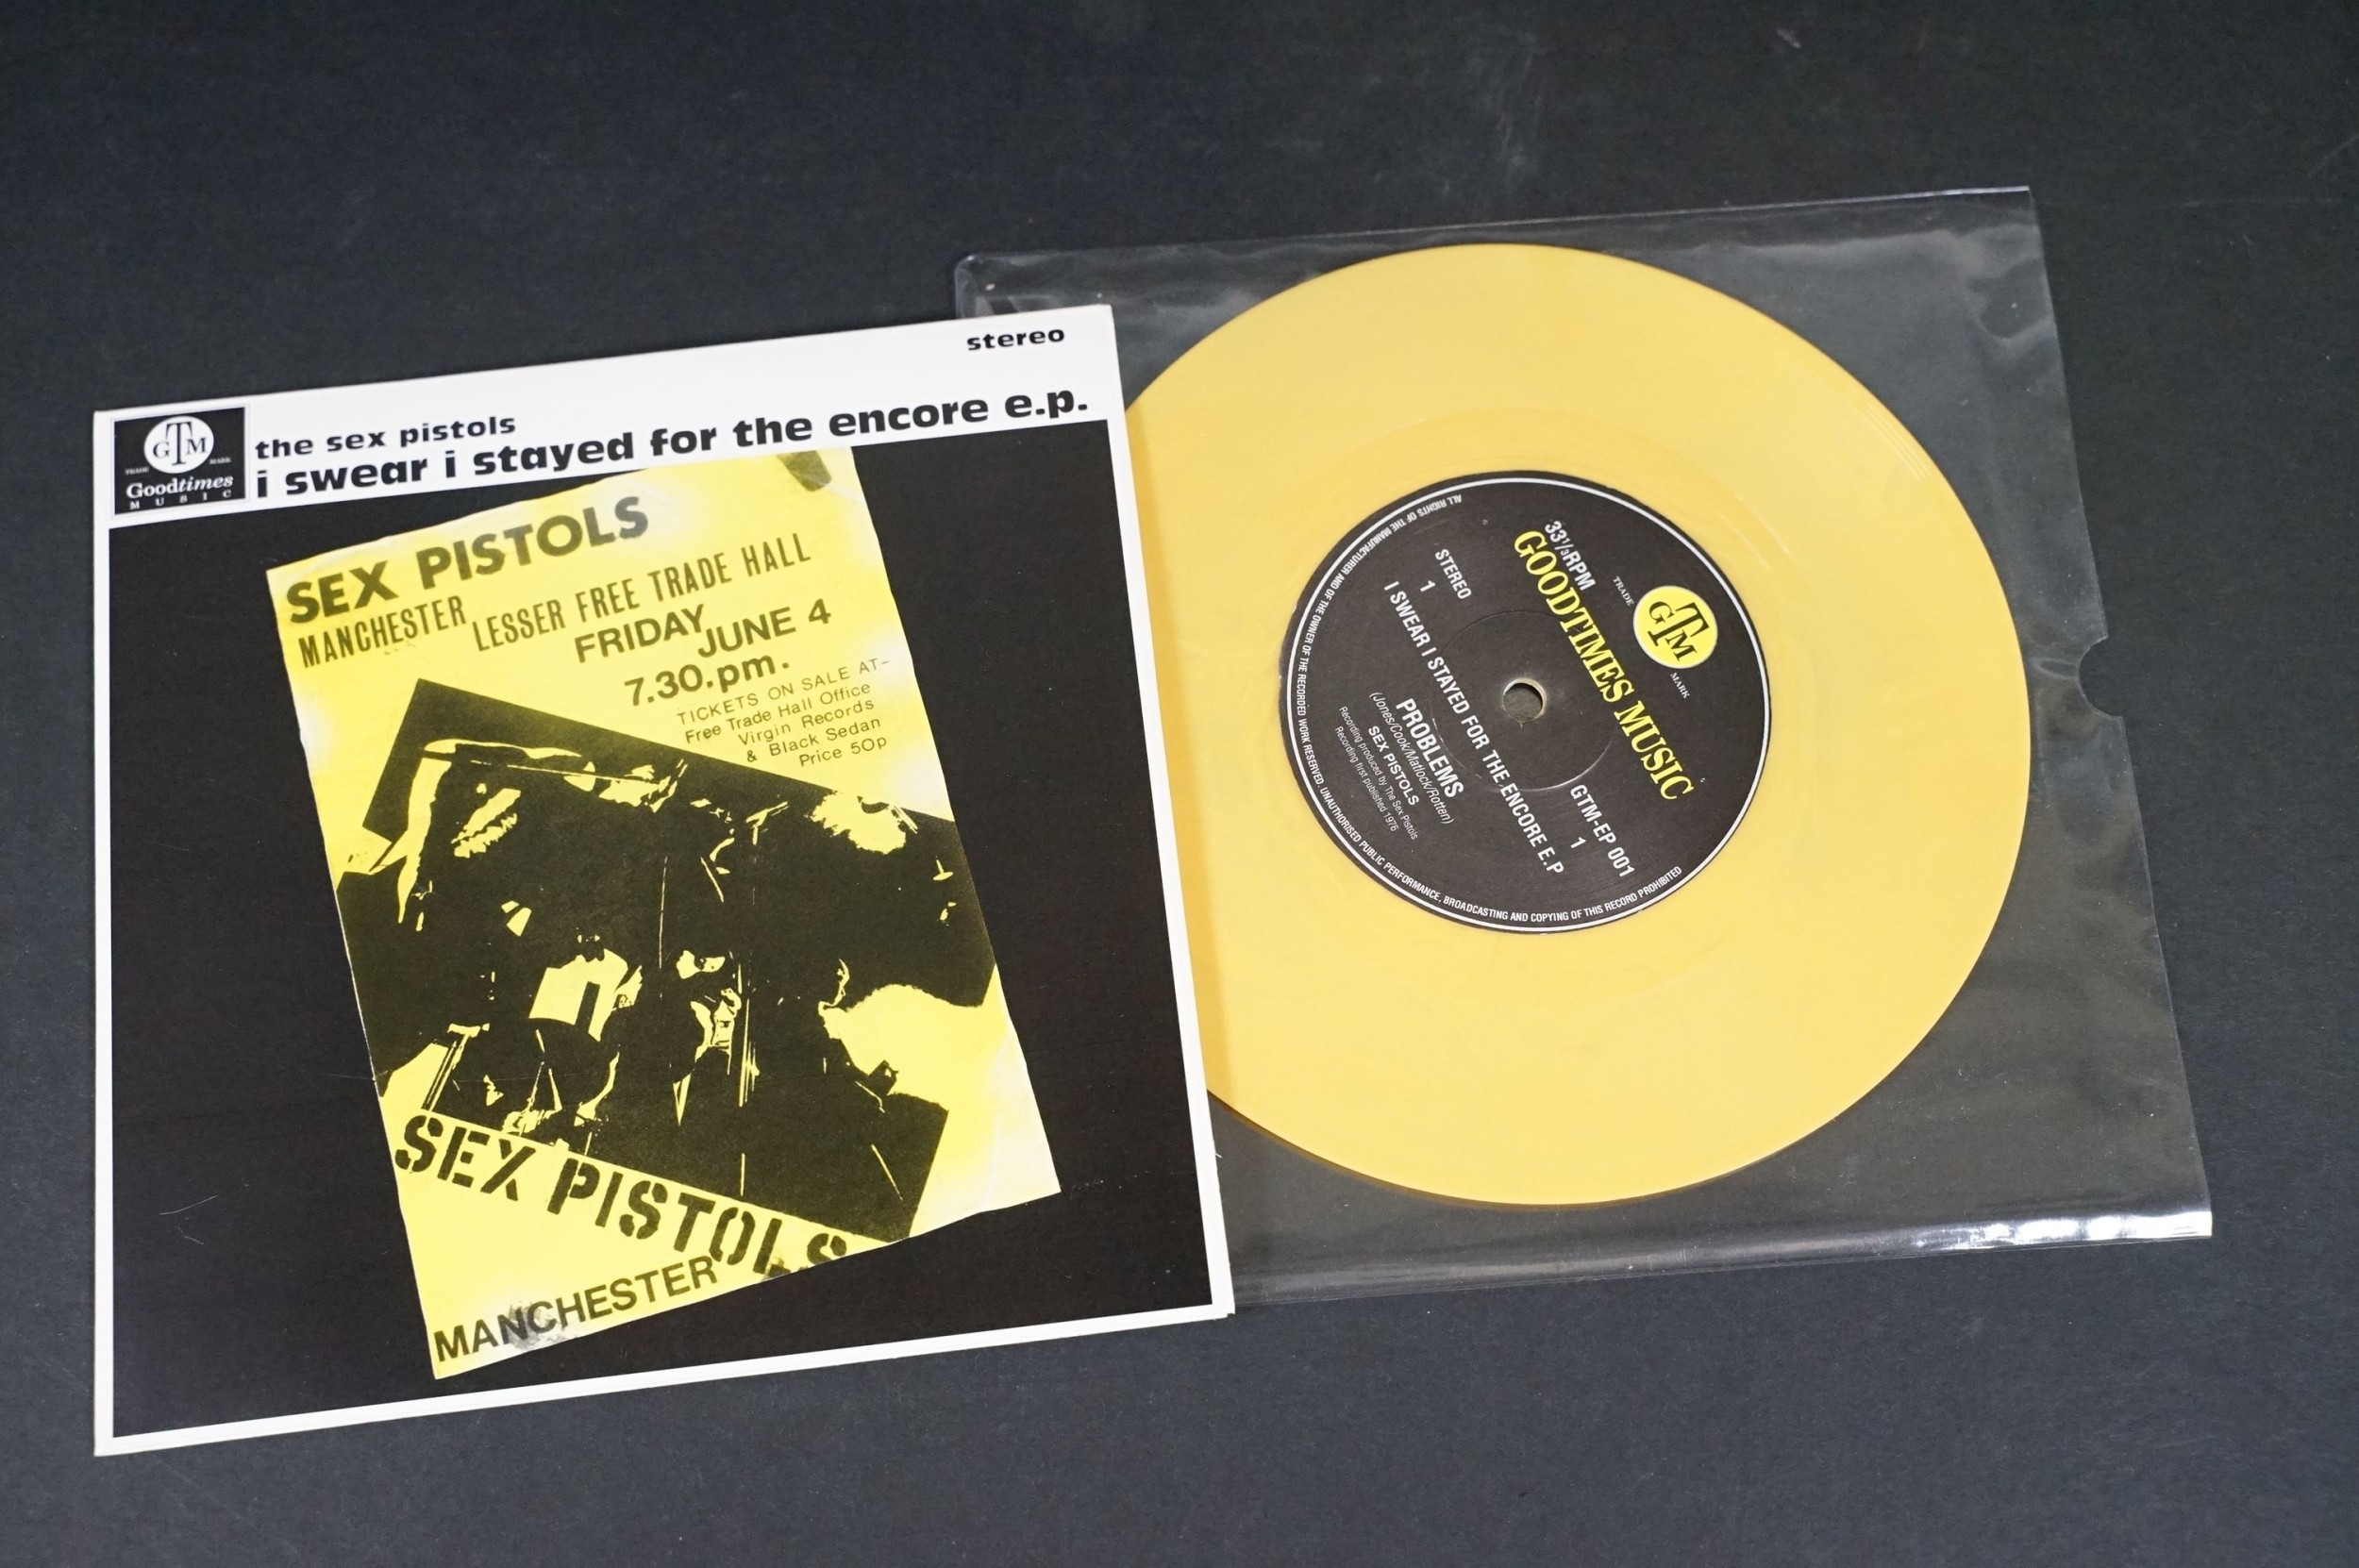 stereo
GTM
TRADE MARK
Goodtimes
MUSIC
the sex pistols
i swear i stayed for the encore e.p.
SEX PISTOLS
MANCHESTER LESSER FREE TRADE HALL
FRIDAY JUNE 4
7.30.pm.
TICKETS ON SALE AT-
Free Trade Hall Office
Virgin Records
& Black Sedan
Price 50p
SEX PISTOLS
MANCHESTER
GTM
TRADE MARK
GOODTIMES MUSIC
33⅓RPM
GTM-EP 001
STEREO
1
1
I SWEAR I STAYED FOR THE ENCORE E.P
PROBLEMS
(Jones/Cook/Matlock/Rotten)
SEX PISTOLS
Recording produced by The Sex Pistols
Recording first published 1976
ALL RIGHTS OF THE MANUFACTURER AND OF THE OWNER OF THE RECORDED WORK RESERVED. UNAUTHORISED PUBLIC PERFORMANCE, BROADCASTING AND COPYING OF THIS RECORD PROHIBITED